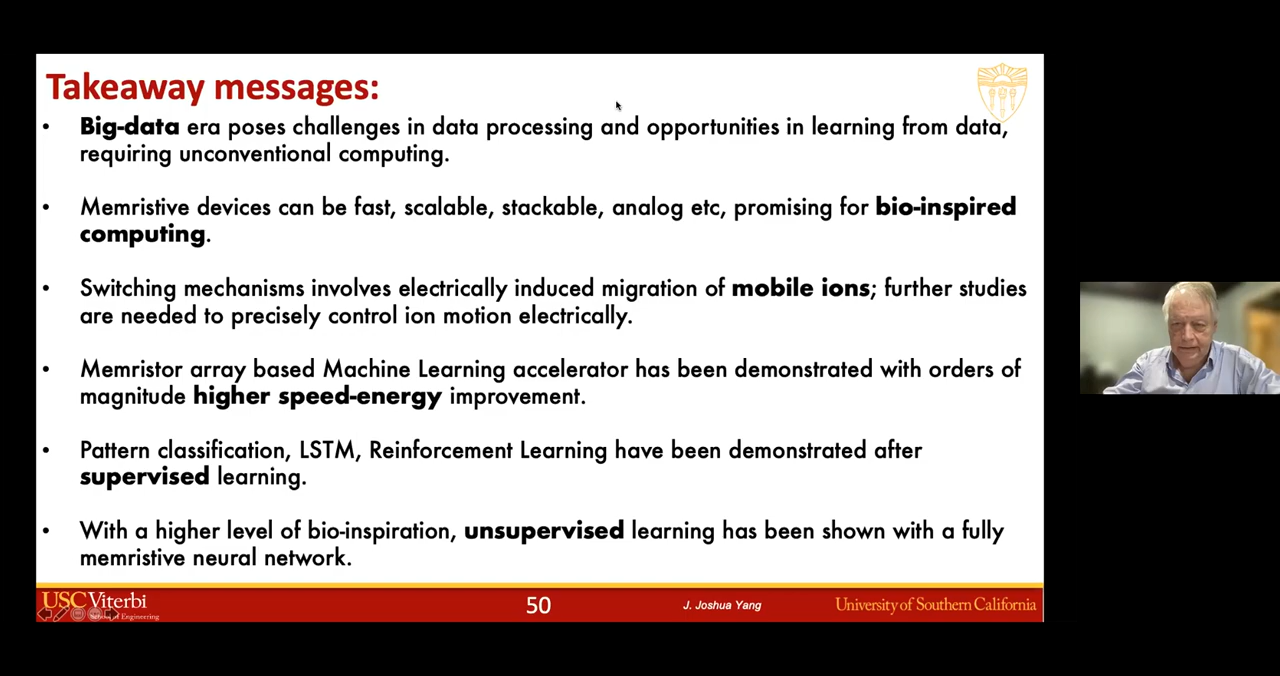 Takeaway messages:
• Big-data era poses challenges in data processing and opportunities in learning from data,
requiring unconventional computing.
• Memristive devices can be fast, scalable, stackable, analog etc, promising for bio-inspired
computing.
• Switching mechanisms involves electrically induced migration of mobile ions; further studies
are needed to precisely control ion motion electrically.
• Memristor array based Machine Learning accelerator has been demonstrated with orders of
magnitude higher speed-energy improvement.
• Pattern classification, LSTM, Reinforcement Learning have been demonstrated after
supervised learning.
• With a higher level of bio-inspiration, unsupervised learning has been shown with a fully
memristive neural network.
USC Viterbi
School of Engineering
50
J. Joshua Yang
University of Southern California